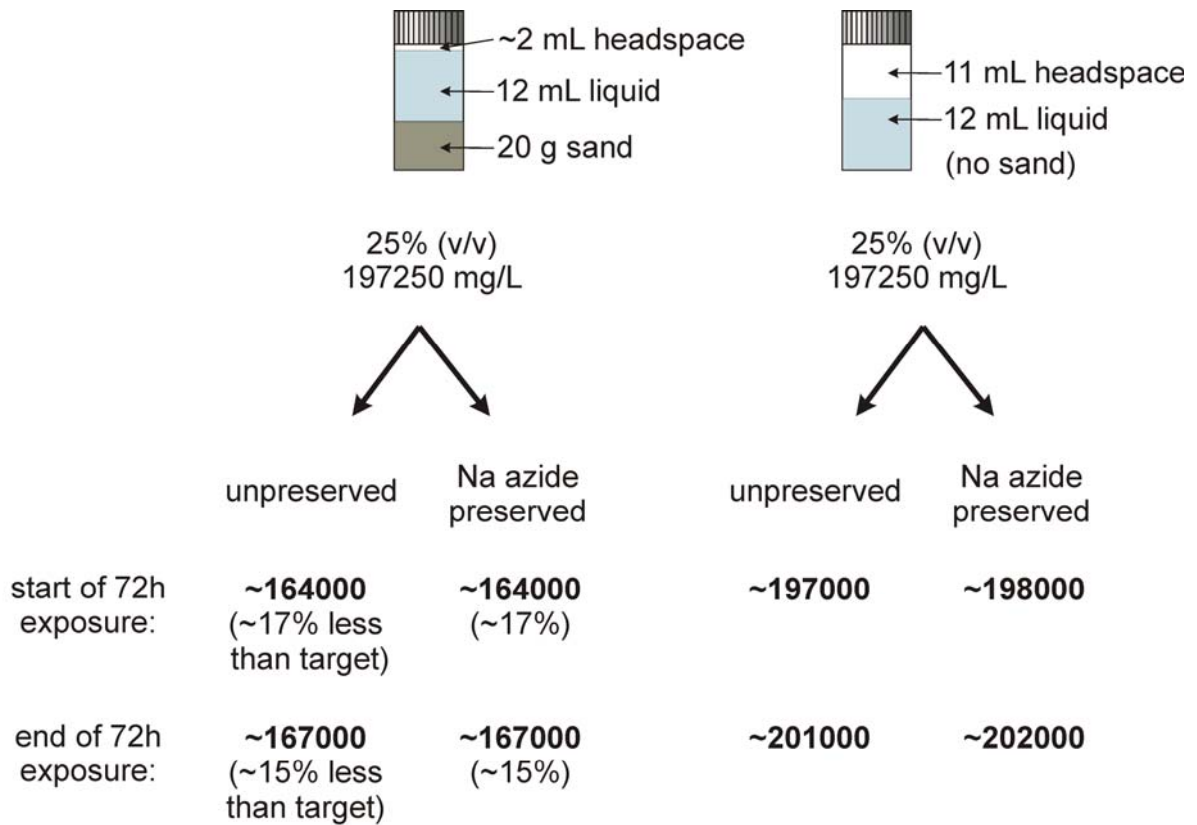 ~2 mL headspace
12 mL liquid
20 g sand
11 mL headspace
12 mL liquid
(no sand)
25% (v/v)
197250 mg/L
25% (v/v)
197250 mg/L
unpreserved
Na azide
preserved
unpreserved
Na azide
preserved
start of 72h
exposure:
~164000
(~17% less
than target)
~164000
(~17%)
~197000
~198000
end of 72h
exposure:
~167000
(~15% less
than target)
~167000
(~15%)
~201000
~202000